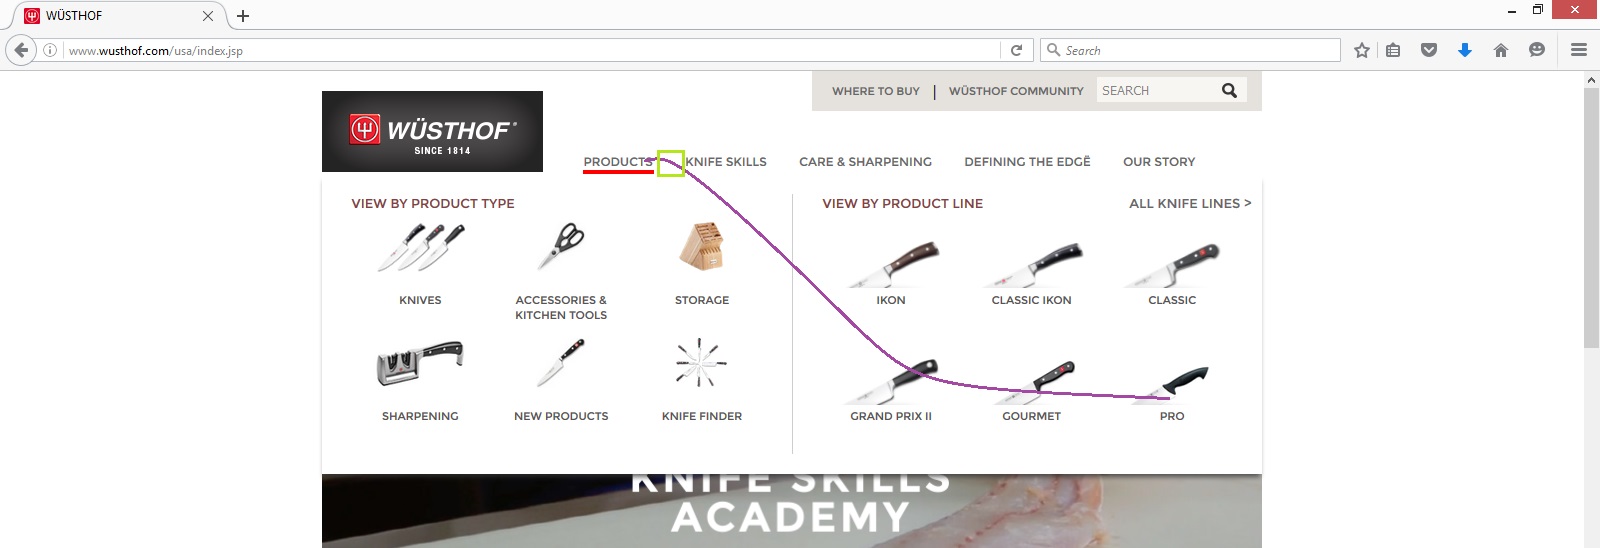 WÜSTHOF
www.wusthof.com/usa/index.jsp
Search
WHERE TO BUY | WÜSTHOF COMMUNITY
SEARCH
WÜSTHOF®
SINCE 1814
PRODUCTS
KNIFE SKILLS
CARE & SHARPENING
DEFINING THE EDGË
OUR STORY
VIEW BY PRODUCT TYPE
KNIVES
ACCESSORIES &
KITCHEN TOOLS
STORAGE
SHARPENING
NEW PRODUCTS
KNIFE FINDER
VIEW BY PRODUCT LINE
ALL KNIFE LINES >
IKON
CLASSIC IKON
CLASSIC
GRAND PRIX II
GOURMET
PRO
KNIFE SKILLS
ACADEMY